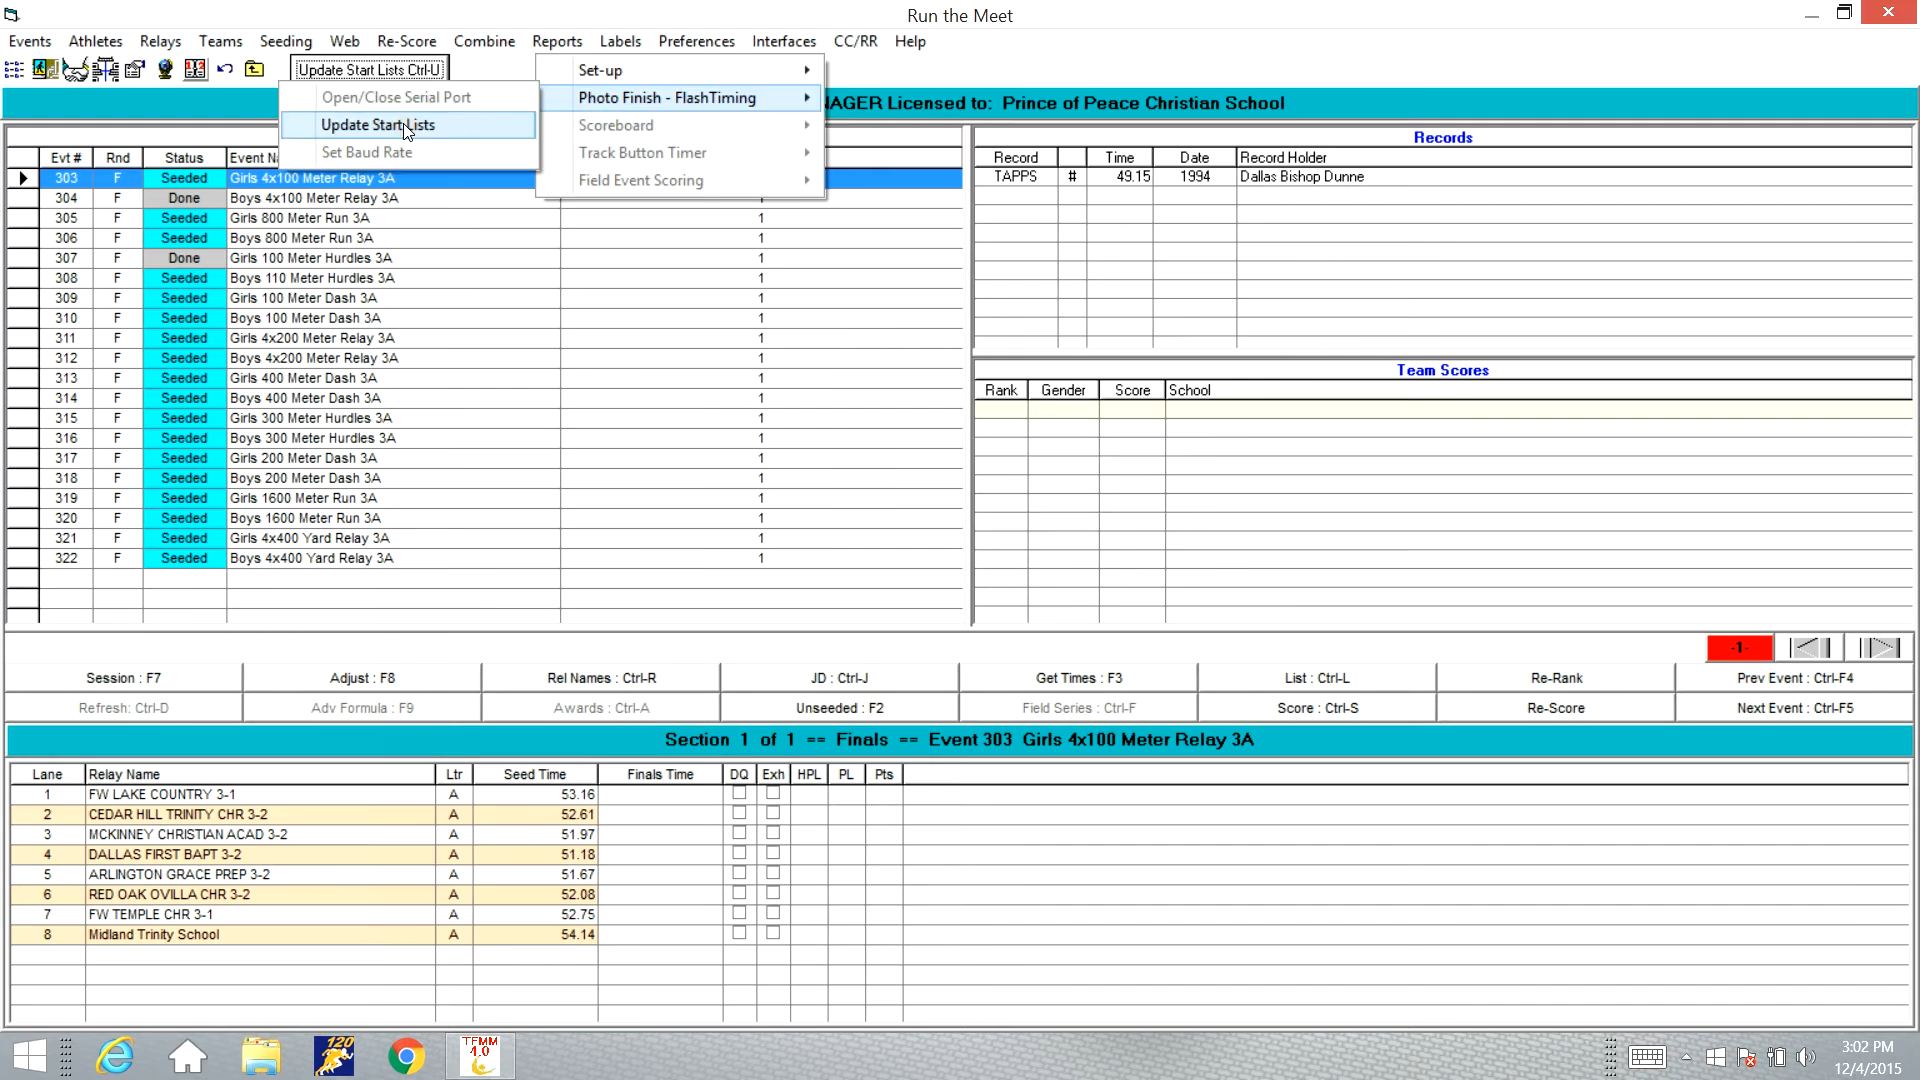 Run the Meet
Events Athletes Relays Teams Seeding Web Re-Score Combine Reports Labels Preferences Interfaces CC/RR Help
Update Start Lists Ctrl-U
Set-up
Open/Close Serial Port
Photo Finish - FlashTiming
NAGER Licensed to: Prince of Peace Christian School
Update Start Lists
Scoreboard
Set Baud Rate
Track Button Timer
Field Event Scoring
Records
Record Time Date Record Holder
TAPPS # 49.15 1994 Dallas Bishop Dunne
Evt # Rnd Status Event Na
303 F Seeded Girls 4x100 Meter Relay 3A
304 F Done Boys 4x100 Meter Relay 3A 1
305 F Seeded Girls 800 Meter Run 3A 1
306 F Seeded Boys 800 Meter Run 3A 1
307 F Done Girls 100 Meter Hurdles 3A 1
308 F Seeded Boys 110 Meter Hurdles 3A 1
309 F Seeded Girls 100 Meter Dash 3A 1
310 F Seeded Boys 100 Meter Dash 3A 1
311 F Seeded Girls 4x200 Meter Relay 3A 1
312 F Seeded Boys 4x200 Meter Relay 3A 1
313 F Seeded Girls 400 Meter Dash 3A 1
314 F Seeded Boys 400 Meter Dash 3A 1
315 F Seeded Girls 300 Meter Hurdles 3A 1
316 F Seeded Boys 300 Meter Hurdles 3A 1
317 F Seeded Girls 200 Meter Dash 3A 1
318 F Seeded Boys 200 Meter Dash 3A 1
319 F Seeded Girls 1600 Meter Run 3A 1
320 F Seeded Boys 1600 Meter Run 3A 1
321 F Seeded Girls 4x400 Yard Relay 3A 1
322 F Seeded Boys 4x400 Yard Relay 3A 1
Team Scores
Rank Gender Score School
-1-
Session : F7 Adjust : F8 Rel Names : Ctrl-R JD : Ctrl-J Get Times : F3 List : Ctrl-L Re-Rank Prev Event : Ctrl-F4
Refresh: Ctrl-D Adv Formula : F9 Awards : Ctrl-A Unseeded : F2 Field Series : Ctrl-F Score : Ctrl-S Re-Score Next Event : Ctrl-F5
Section 1 of 1 == Finals == Event 303 Girls 4x100 Meter Relay 3A
Lane Relay Name Ltr Seed Time Finals Time DQ Exh HPL PL Pts
1 FW LAKE COUNTRY 3-1 A 53.16
2 CEDAR HILL TRINITY CHR 3-2 A 52.61
3 MCKINNEY CHRISTIAN ACAD 3-2 A 51.97
4 DALLAS FIRST BAPT 3-2 A 51.18
5 ARLINGTON GRACE PREP 3-2 A 51.67
6 RED OAK OVILLA CHR 3-2 A 52.08
7 FW TEMPLE CHR 3-1 A 52.75
8 Midland Trinity School A 54.14
120
TFMM
4.0
3:02 PM
12/4/2015